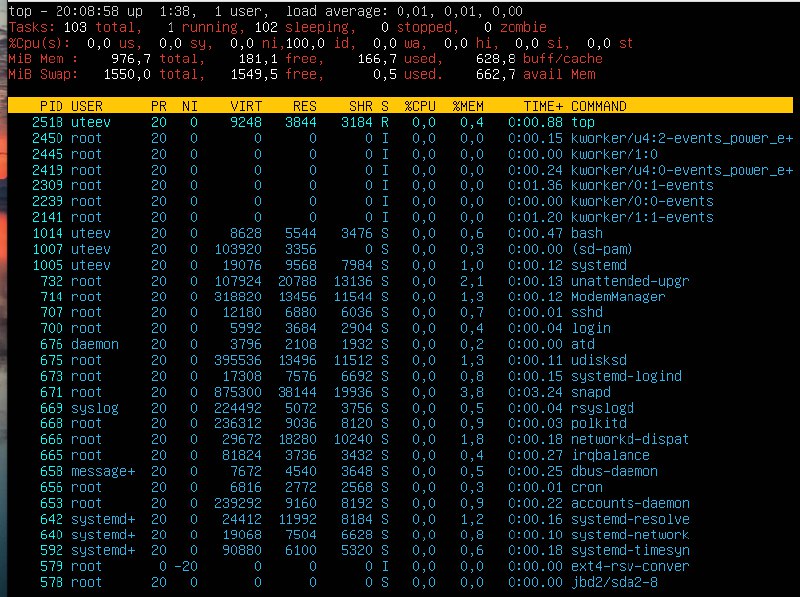 top - 20:08:58 up  1:38,  1 user,  load average: 0,01, 0,01, 0,00
Tasks: 103 total,   1 running, 102 sleeping,   0 stopped,   0 zombie
%Cpu(s):  0,0 us,  0,0 sy,  0,0 ni,100,0 id,  0,0 wa,  0,0 hi,  0,0 si,  0,0 st
MiB Mem :    976,7 total,    181,1 free,    166,7 used,    628,8 buff/cache
MiB Swap:   1550,0 total,   1549,5 free,      0,5 used.    662,7 avail Mem
PID USER      PR  NI    VIRT    RES    SHR S  %CPU  %MEM     TIME+ COMMAND
2518 uteev     20   0    9248   3844   3184 R   0,0   0,4   0:00.88 top
2450 root      20   0       0      0      0 I   0,0   0,0   0:00.15 kworker/u4:2-events_power_e+
2445 root      20   0       0      0      0 I   0,0   0,0   0:00.00 kworker/1:0
2419 root      20   0       0      0      0 I   0,0   0,0   0:00.24 kworker/u4:0-events_power_e+
2309 root      20   0       0      0      0 I   0,0   0,0   0:01.36 kworker/0:1-events
2239 root      20   0       0      0      0 I   0,0   0,0   0:00.00 kworker/0:0-events
2141 root      20   0       0      0      0 I   0,0   0,0   0:01.20 kworker/1:1-events
1014 uteev     20   0    8628   5544   3476 S   0,0   0,6   0:00.47 bash
1007 uteev     20   0  103920   3356      0 S   0,0   0,3   0:00.00 (sd-pam)
1005 uteev     20   0   19076   9568   7984 S   0,0   1,0   0:00.12 systemd
732 root      20   0  107924  20788  13136 S   0,0   2,1   0:00.13 unattended-upgr
714 root      20   0  318820  13456  11544 S   0,0   1,3   0:00.12 ModemManager
707 root      20   0   12180   6880   6036 S   0,0   0,7   0:00.01 sshd
700 root      20   0    5992   3684   2904 S   0,0   0,4   0:00.04 login
676 daemon    20   0    3796   2108   1932 S   0,0   0,2   0:00.00 atd
675 root      20   0  395536  13496  11512 S   0,0   1,3   0:00.11 udisksd
673 root      20   0   17308   7576   6692 S   0,0   0,8   0:00.15 systemd-logind
671 root      20   0  875300  38144  19936 S   0,0   3,8   0:03.24 snapd
669 syslog    20   0  224492   5072   3756 S   0,0   0,5   0:00.04 rsyslogd
668 root      20   0  236312   9036   8120 S   0,0   0,9   0:00.03 polkitd
666 root      20   0   29672  18280  10240 S   0,0   1,8   0:00.18 networkd-dispat
665 root      20   0   81824   3736   3432 S   0,0   0,4   0:00.27 irqbalance
658 message+  20   0    7672   4540   3648 S   0,0   0,5   0:00.25 dbus-daemon
656 root      20   0    6816   2772   2568 S   0,0   0,3   0:00.01 cron
653 root      20   0  239292   9160   8192 S   0,0   0,9   0:00.22 accounts-daemon
642 systemd+  20   0   24412  11992   8184 S   0,0   1,2   0:00.16 systemd-resolve
640 systemd+  20   0   19068   7504   6628 S   0,0   0,8   0:00.10 systemd-network
592 systemd+  20   0   90880   6100   5320 S   0,0   0,6   0:00.18 systemd-timesyn
579 root       0 -20       0      0      0 I   0,0   0,0   0:00.00 ext4-rsv-conver
578 root      20   0       0      0      0 S   0,0   0,0   0:00.00 jbd2/sda2-8